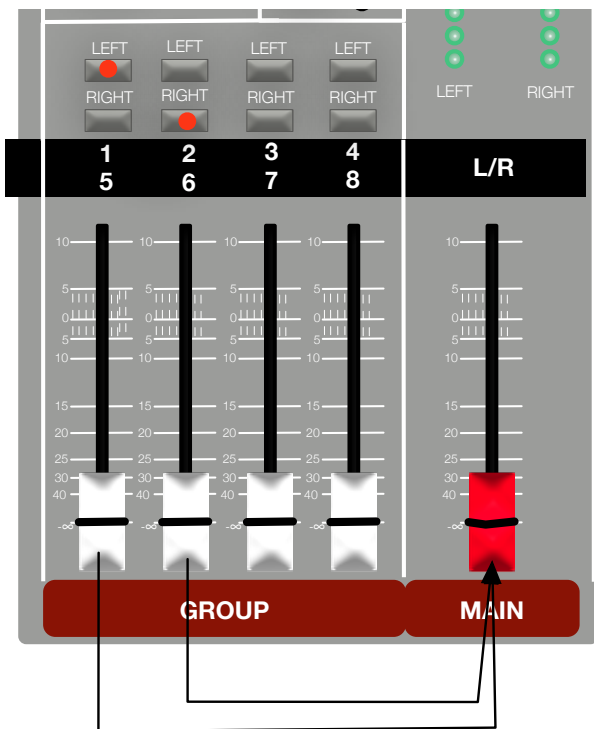 LEFT LEFT LEFT LEFT
LEFT RIGHT
RIGHT RIGHT RIGHT RIGHT
1 2 3 4 L/R
5 6 7 8
10 10 10 10 10
5 5 5 5 5
0 0 0 0 0
5 5 5 5 5
10 10 10 10 10
15 15 15 15 15
20 20 20 20 20
25 25 25 25 25
30 30 30 30 30
40 40 40 40 40
-∞ -∞ -∞ -∞ -∞
GROUP MAIN